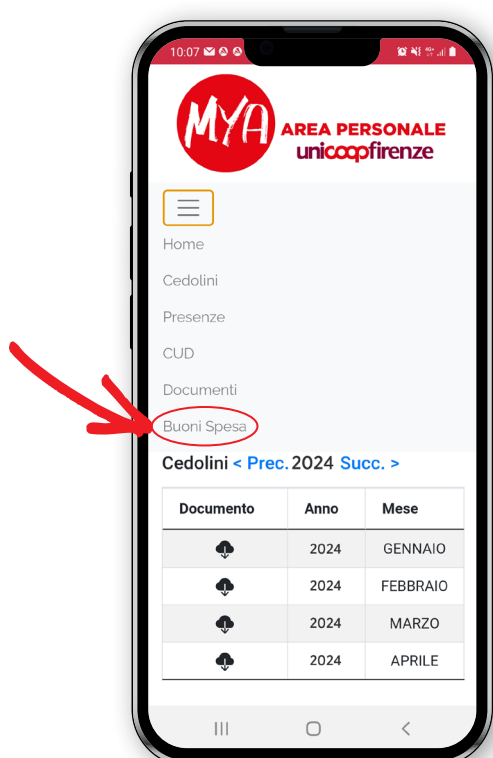 10:07
MYA
AREA PERSONALE
unicoopfirenze
Home
Cedolini
Presenze
CUD
Documenti
Buoni Spesa
Cedolini < Prec. 2024 Succ. >
Documento Anno Mese
2024 GENNAIO
2024 FEBBRAIO
2024 MARZO
2024 APRILE